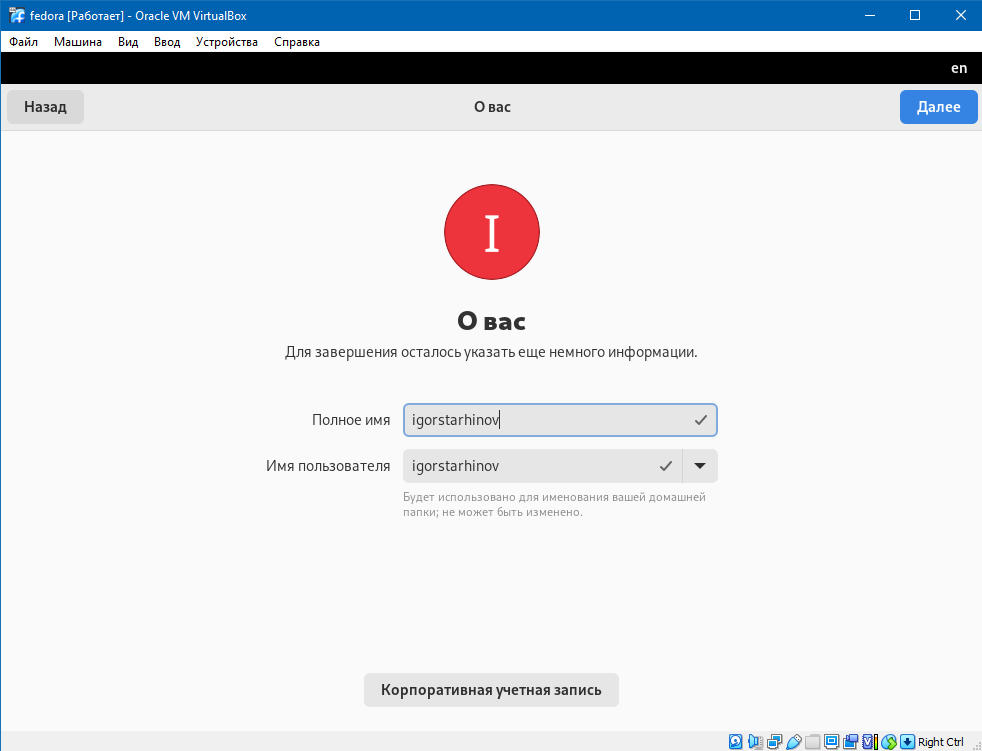 fedora [Работает] - Oracle VM VirtualBox
Файл Машина Вид Ввод Устройства Справка
en
Назад О вас Далее
I
О вас
Для завершения осталось указать еще немного информации.
Полное имя igorstarhinov
Имя пользователя igorstarhinov
Будет использовано для именования вашей домашней
папки; не может быть изменено.
Корпоративная учетная запись
Right Ctrl